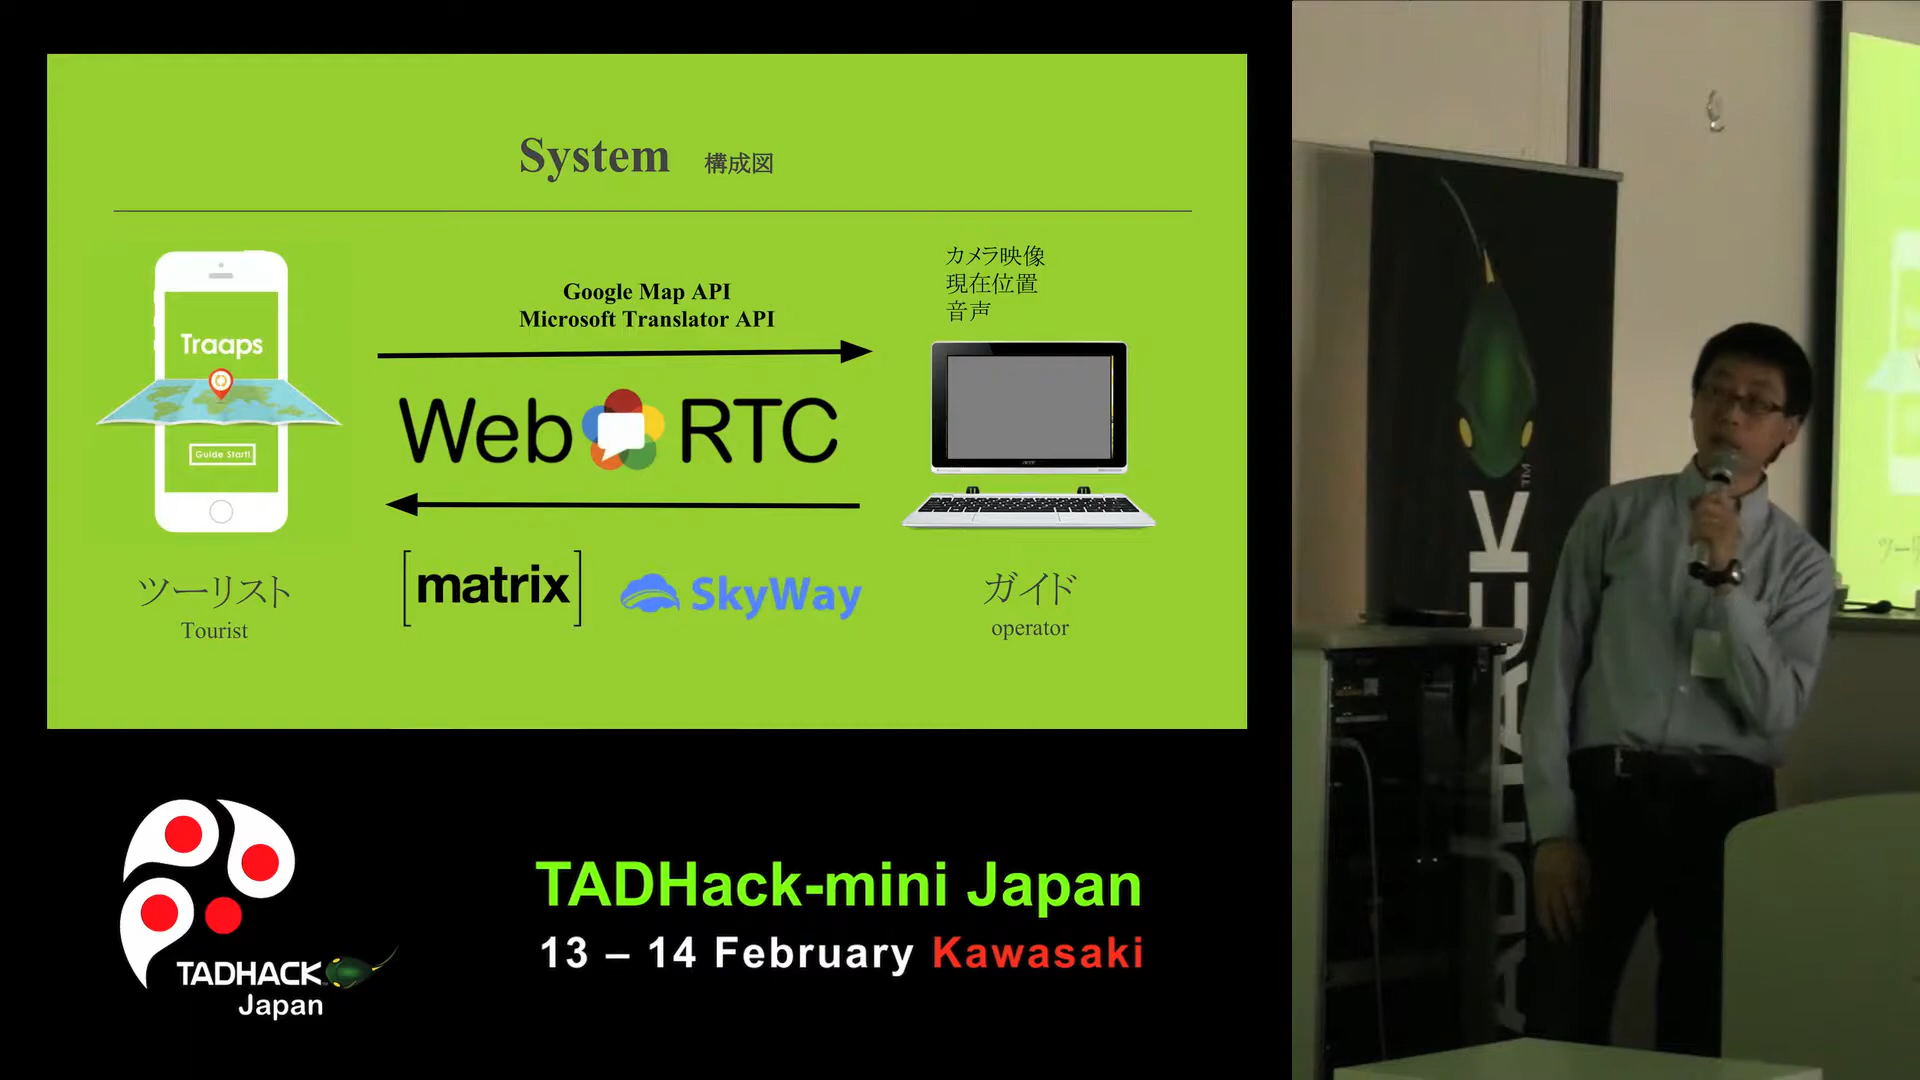 System 構成図
Traaps
Guide Start!
Google Map API
Microsoft Translator API
Web RTC
[matrix]
SkyWay
カメラ映像
現在位置
音声
ツーリスト
Tourist
ガイド
operator
TADHACK
Japan
TADHack-mini Japan
13 – 14 February Kawasaki
TADHACK™